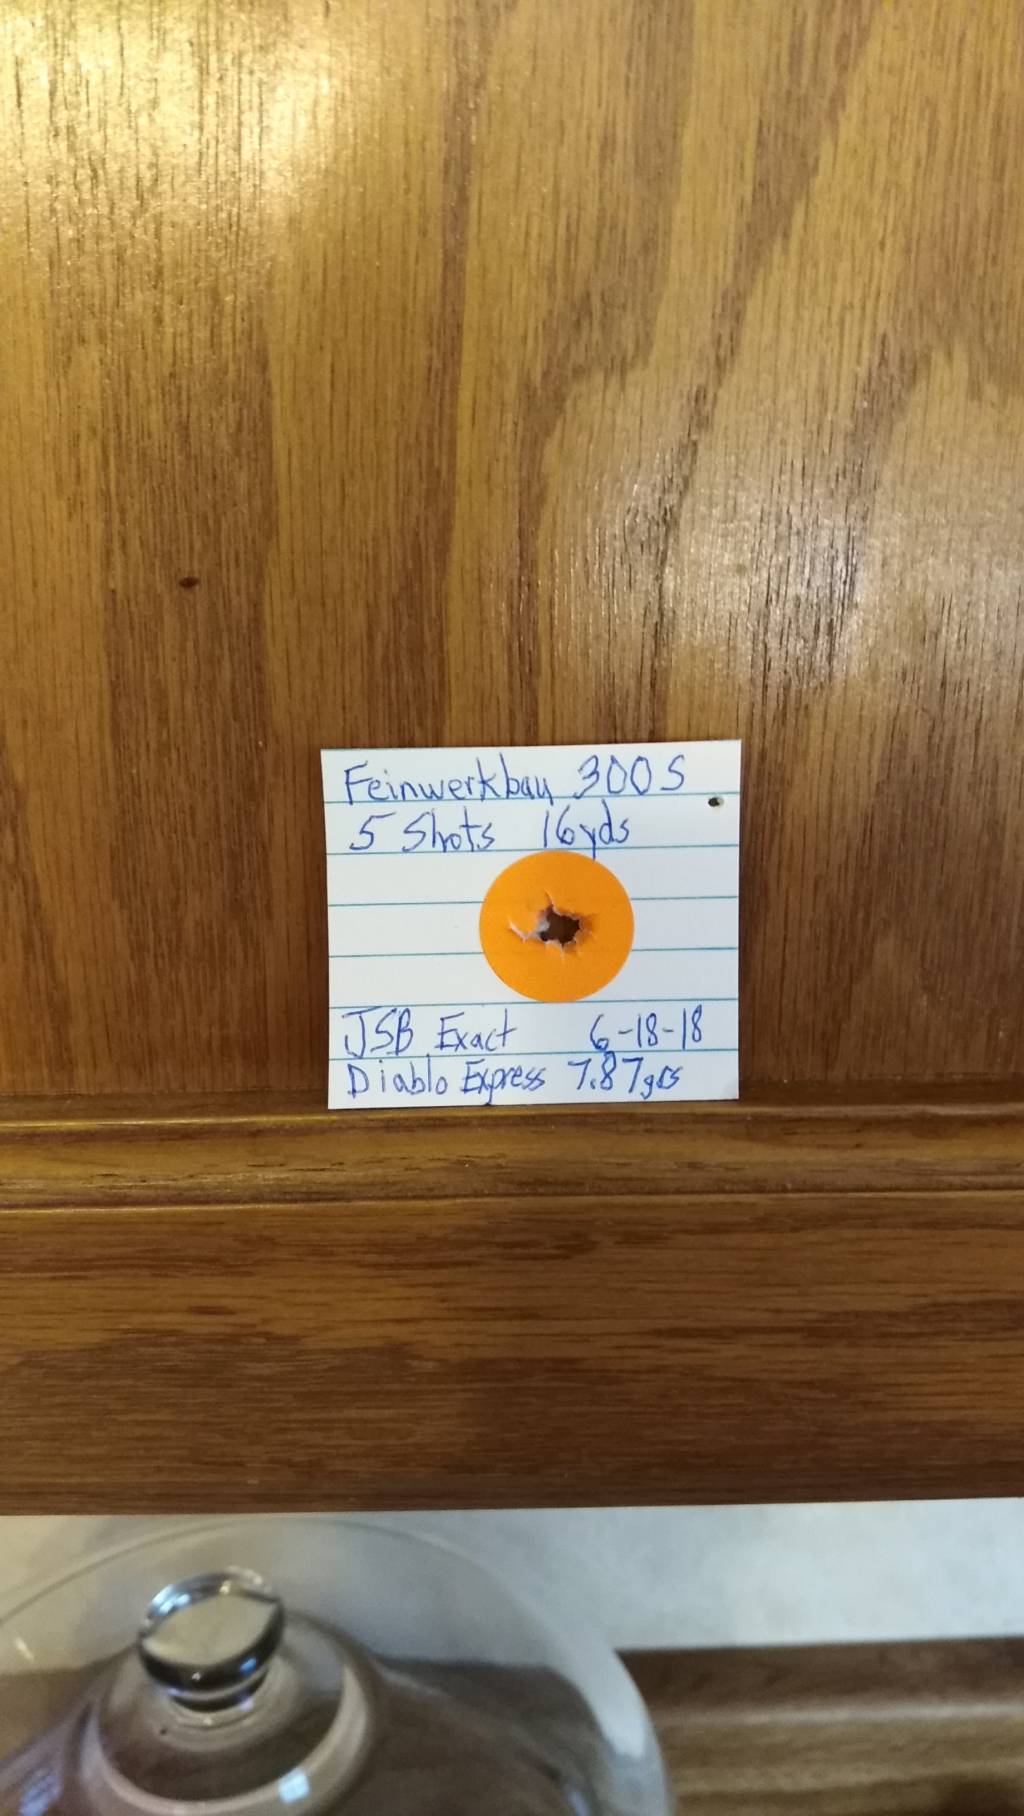 Feinwerkbau 300S
5 Shots 16yds
JSB Exact 6-18-18
Diablo Express 7.87grs